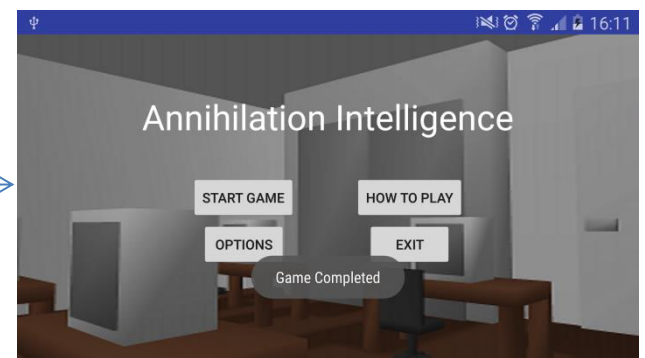 16:11
Annihilation Intelligence
START GAME HOW TO PLAY
OPTIONS EXIT
Game Completed